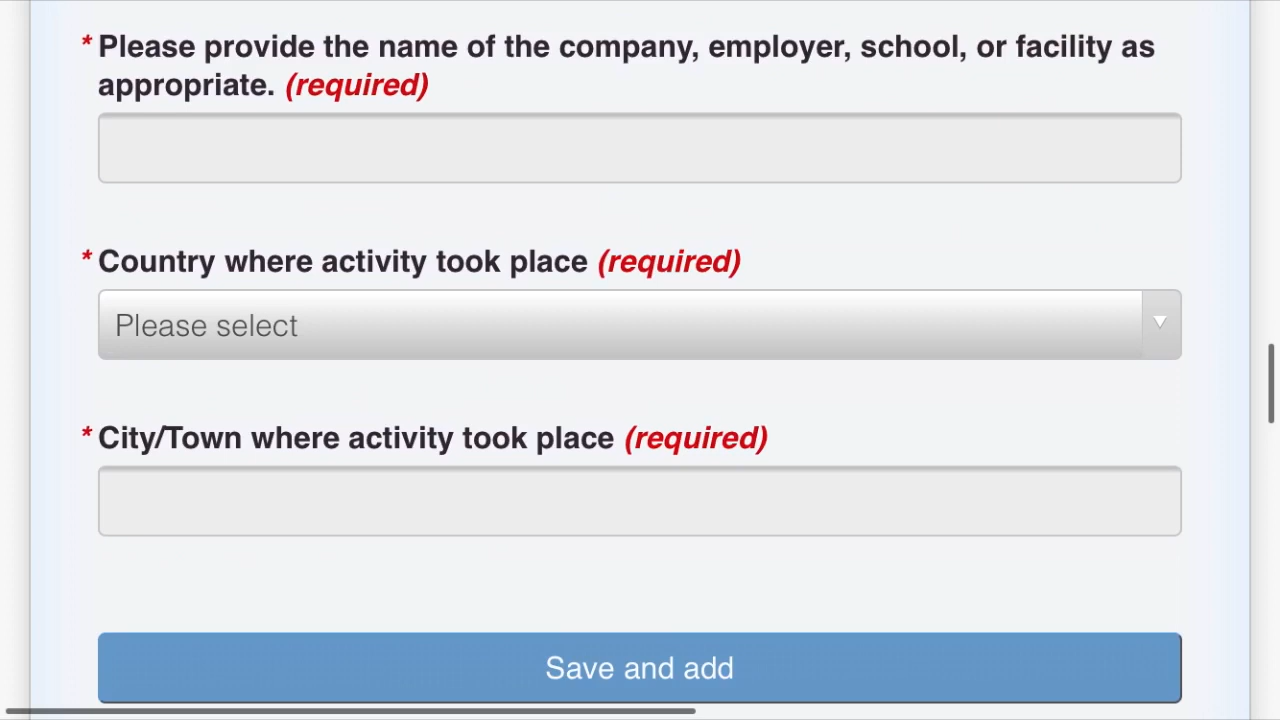 * Please provide the name of the company, employer, school, or facility as
appropriate. (required)
* Country where activity took place (required)
Please select
* City/Town where activity took place (required)
Save and add